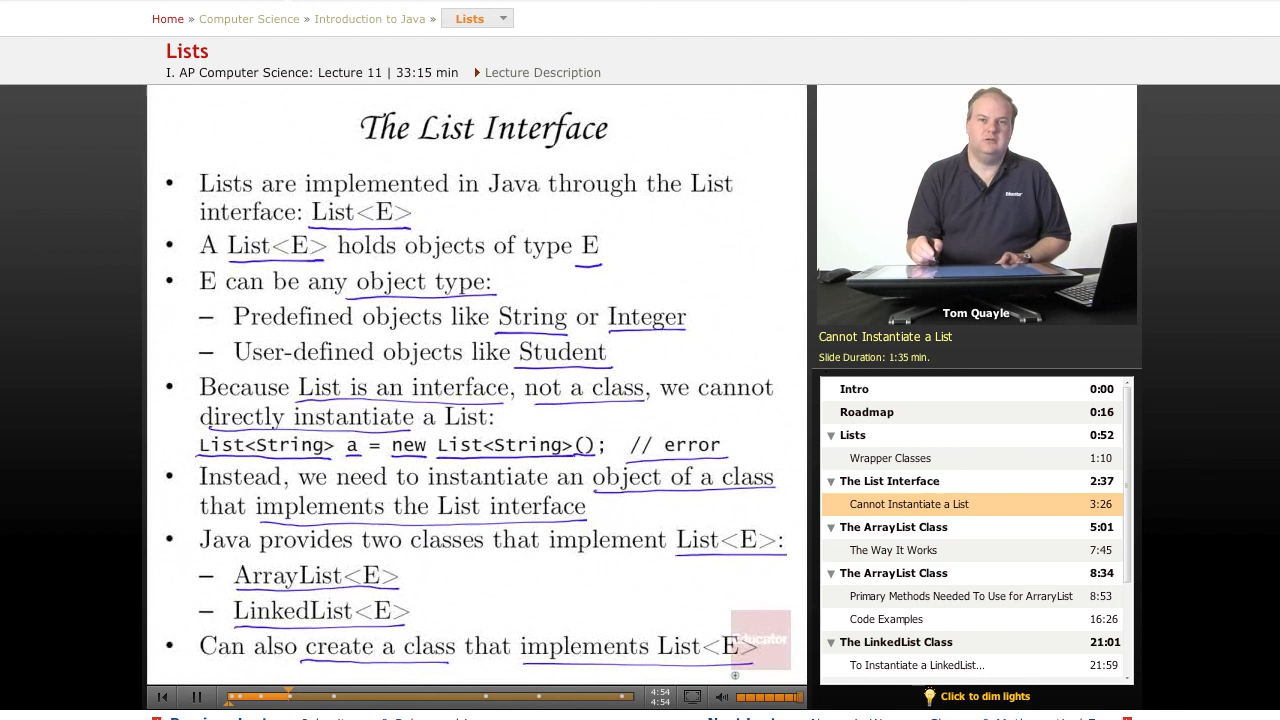 Home » Computer Science » Introduction to Java » Lists
Lists
I. AP Computer Science: Lecture 11 | 33:15 min Lecture Description
The List Interface
• Lists are implemented in Java through the List
interface: List<E>
• A List<E> holds objects of type E
• E can be any object type:
– Predefined objects like String or Integer
– User-defined objects like Student
• Because List is an interface, not a class, we cannot
directly instantiate a List:
List<String> a = new List<String>(); // error
• Instead, we need to instantiate an object of a class
that implements the List interface
• Java provides two classes that implement List<E>:
– ArrayList<E>
– LinkedList<E>
• Can also create a class that implements List<E>
Educator
4:54
4:54
Educator
Tom Quayle
Cannot Instantiate a List
Slide Duration: 1:35 min.
Intro 0:00
Roadmap 0:16
Lists 0:52
Wrapper Classes 1:10
The List Interface 2:37
Cannot Instantiate a List 3:26
The ArrayList Class 5:01
The Way It Works 7:45
The ArrayList Class 8:34
Primary Methods Needed To Use for ArraryList 8:53
Code Examples 16:26
The LinkedList Class 21:01
To Instantiate a LinkedList... 21:59
Click to dim lights